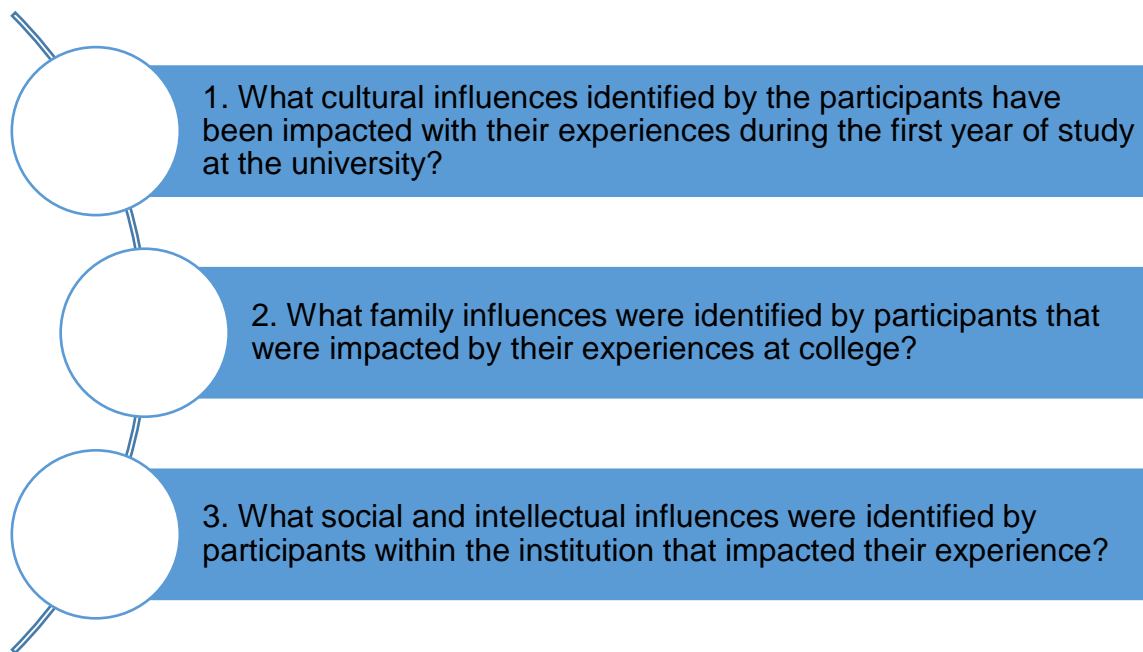 1. What cultural influences identified by the participants have
been impacted with their experiences during the first year of study
at the university?
2. What family influences were identified by participants that
were impacted by their experiences at college?
3. What social and intellectual influences were identified by
participants within the institution that impacted their experience?